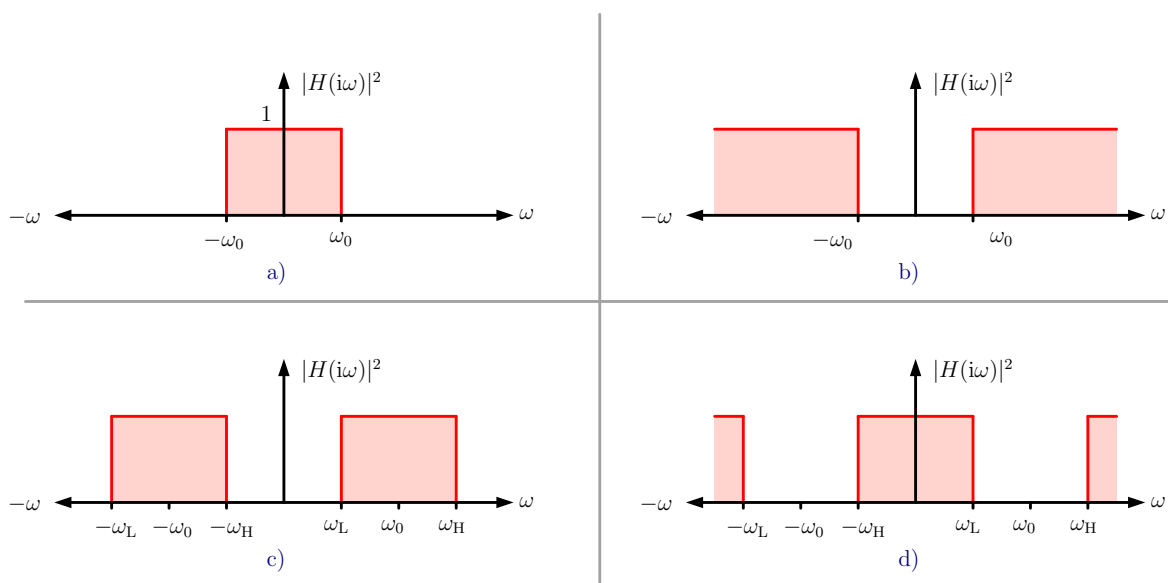 |H(iω)|²
1
−ω
ω
−ω₀
ω₀
a)
|H(iω)|²
−ω
ω
−ω₀
ω₀
b)
|H(iω)|²
−ω
ω
−ω_L
−ω₀
−ω_H
ω_L
ω₀
ω_H
c)
|H(iω)|²
−ω
ω
−ω_L
−ω₀
−ω_H
ω_L
ω₀
ω_H
d)